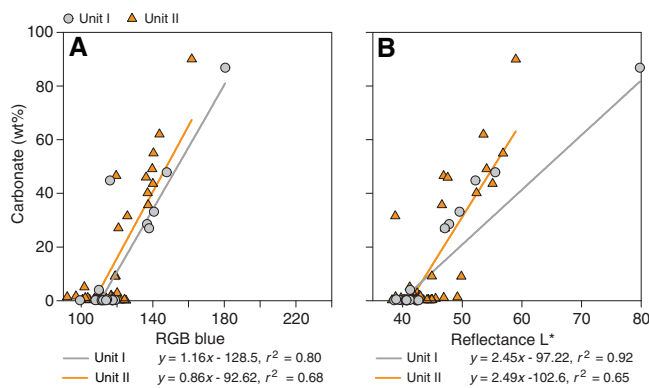 Unit I Unit II
A
B
100
80
60
40
20
0
Carbonate (wt%)
100 140 180 220
RGB blue
40 50 60 70 80
Reflectance L*
Unit I y = 1.16x - 128.5, r² = 0.80
Unit II y = 0.86x - 92.62, r² = 0.68
Unit I y = 2.45x - 97.22, r² = 0.92
Unit II y = 2.49x -102.6, r² = 0.65